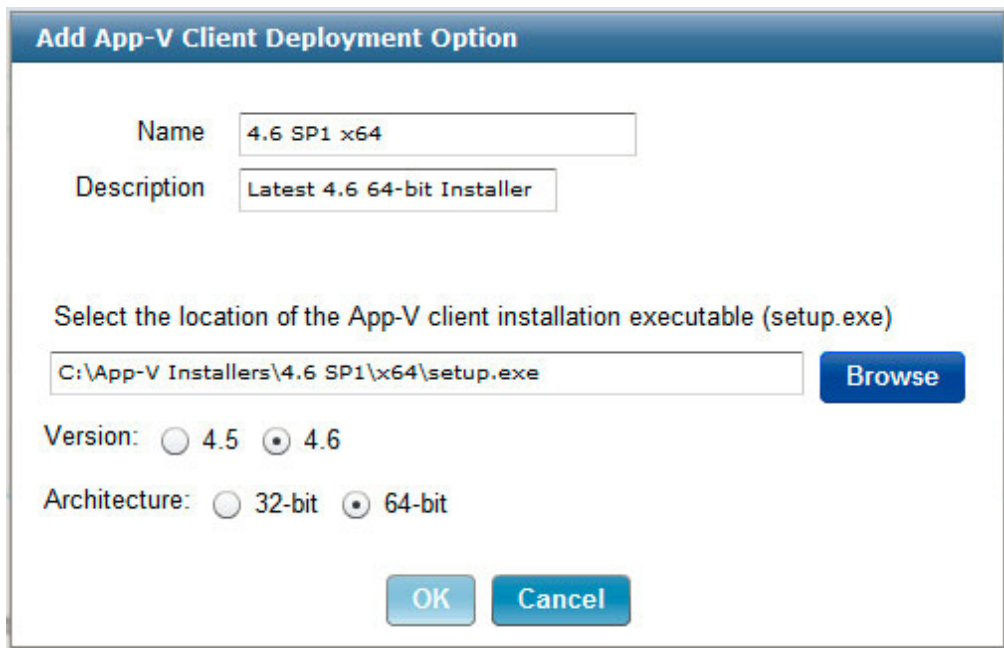 Add App-V Client Deployment Option
Name 4.6 SP1 x64
Description Latest 4.6 64-bit Installer
Select the location of the App-V client installation executable (setup.exe)
C:\App-V Installers\4.6 SP1\x64\setup.exe Browse
Version: 4.5 4.6
Architecture: 32-bit 64-bit
OK Cancel